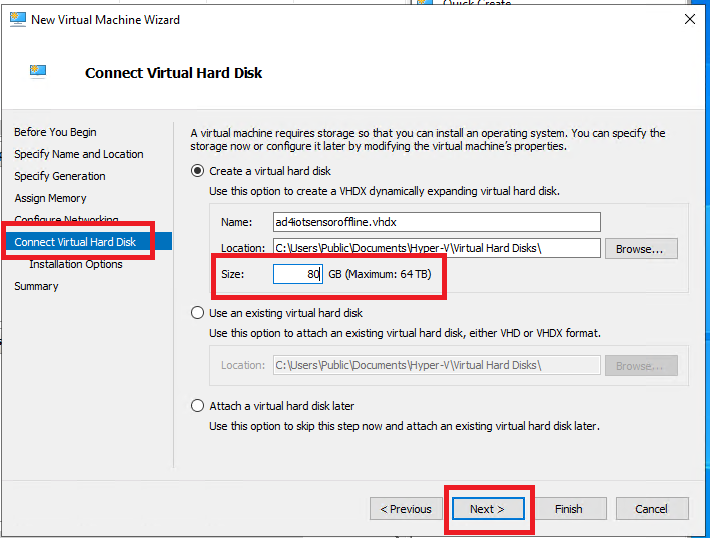 Quick Create
New Virtual Machine Wizard
Connect Virtual Hard Disk
Before You Begin
Specify Name and Location
Specify Generation
Assign Memory
Configure Networking
Connect Virtual Hard Disk
Installation Options
Summary
A virtual machine requires storage so that you can install an operating system. You can specify the
storage now or configure it later by modifying the virtual machine's properties.
Create a virtual hard disk
Use this option to create a VHDX dynamically expanding virtual hard disk.
Name: ad4iotsensoroffline.vhdx
Location: C:\Users\Public\Documents\Hyper-V\Virtual Hard Disks\ Browse...
Size: 80 GB (Maximum: 64 TB)
Use an existing virtual hard disk
Use this option to attach an existing virtual hard disk, either VHD or VHDX format.
Location: C:\Users\Public\Documents\Hyper-V\Virtual Hard Disks\ Browse...
Attach a virtual hard disk later
Use this option to skip this step now and attach an existing virtual hard disk later.
< Previous Next > Finish Cancel